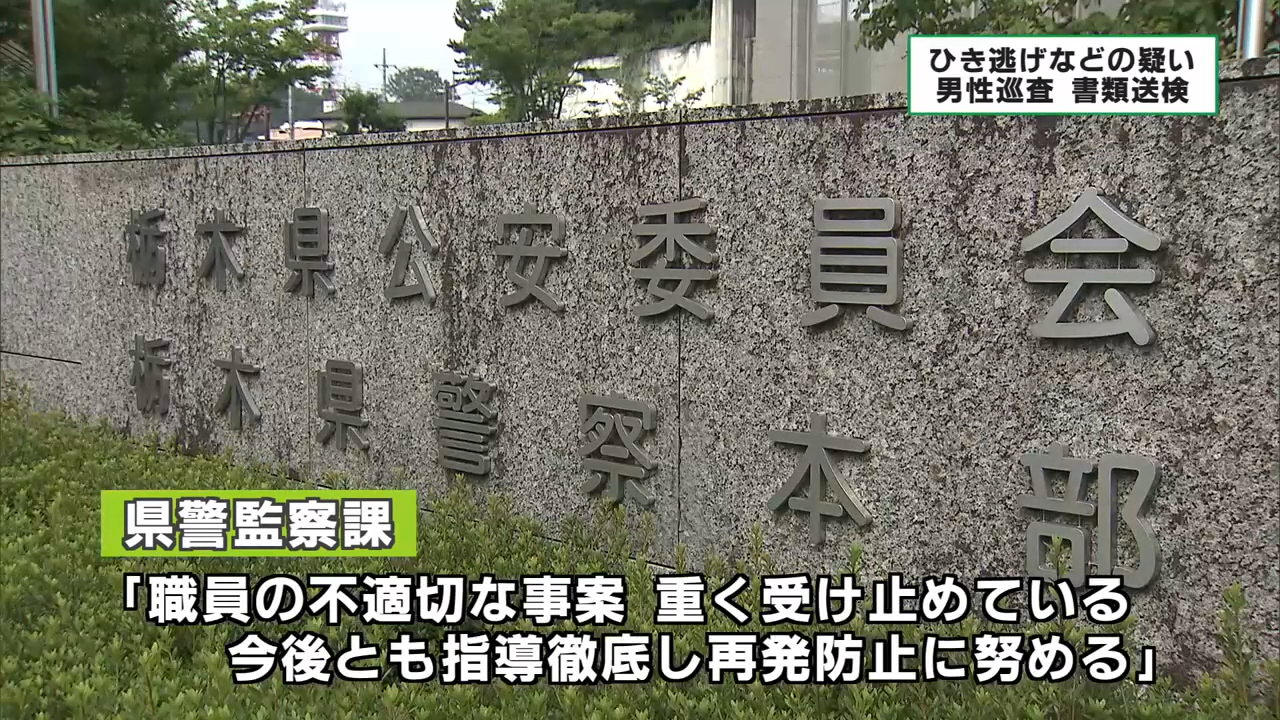 ひき逃げなどの疑い
男性巡査 書類送検
栃木県公安委員会
栃木県警察本部
県警監察課
「職員の不適切な事案 重く受け止めている
今後とも指導徹底し再発防止に努める」